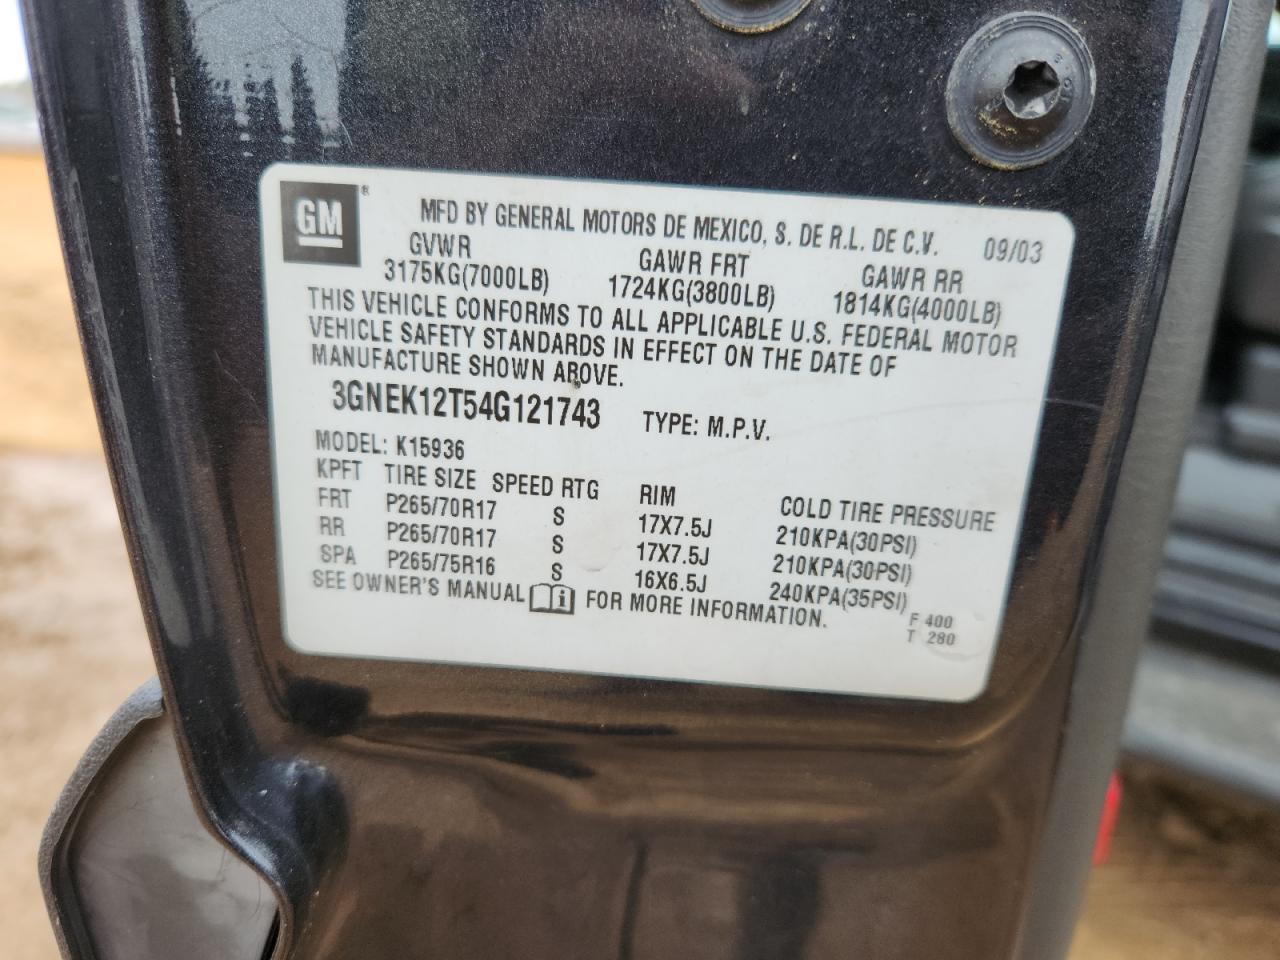 GM ®
MFD BY GENERAL MOTORS DE MEXICO, S. DE R.L. DE C.V. 09/03
GVWR GAWR FRT GAWR RR
3175KG(7000LB) 1724KG(3800LB) 1814KG(4000LB)
THIS VEHICLE CONFORMS TO ALL APPLICABLE U.S. FEDERAL MOTOR
VEHICLE SAFETY STANDARDS IN EFFECT ON THE DATE OF
MANUFACTURE SHOWN ABOVE.
3GNEK12T54G121743 TYPE: M.P.V.
MODEL: K15936
KPFT TIRE SIZE SPEED RTG RIM COLD TIRE PRESSURE
FRT P265/70R17 S 17X7.5J 210KPA(30PSI)
RR P265/70R17 S 17X7.5J 210KPA(30PSI)
SPA P265/75R16 S 16X6.5J 240KPA(35PSI)
SEE OWNER'S MANUAL i FOR MORE INFORMATION.
F 400
T 280